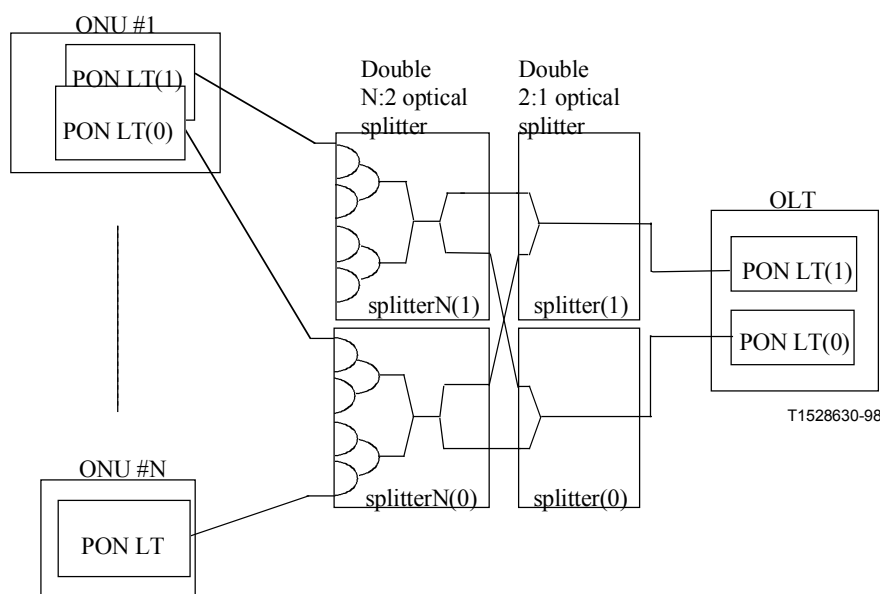 ONU #1
PON LT(1)
PON LT(0)
Double
N:2 optical
splitter
Double
2:1 optical
splitter
splitterN(1)
splitter(1)
OLT
PON LT(1)
PON LT(0)
T1528630-98
splitterN(0)
splitter(0)
ONU #N
PON LT